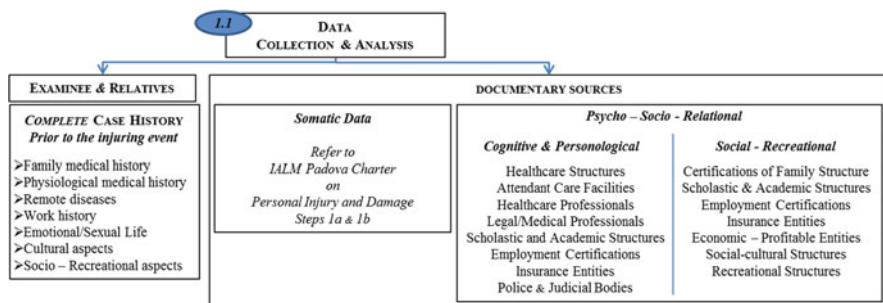 1.1
DATA
COLLECTION & ANALYSIS
EXAMINEE & RELATIVES
COMPLETE CASE HISTORY
Prior to the injuring event
➢Family medical history
➢Physiological medical history
➢Remote diseases
➢Work history
➢Emotional/Sexual Life
➢Cultural aspects
➢Socio – Recreational aspects
DOCUMENTARY SOURCES
Somatic Data
Refer to
IALM Padova Charter
on
Personal Injury and Damage
Steps 1a & 1b
Psycho – Socio - Relational
Cognitive & Personological
Healthcare Structures
Attendant Care Facilities
Healthcare Professionals
Legal/Medical Professionals
Scholastic and Academic Structures
Employment Certifications
Insurance Entities
Police & Judicial Bodies
Social - Recreational
Certifications of Family Structure
Scholastic & Academic Structures
Employment Certifications
Insurance Entities
Economic – Profitable Entities
Social-cultural Structures
Recreational Structures